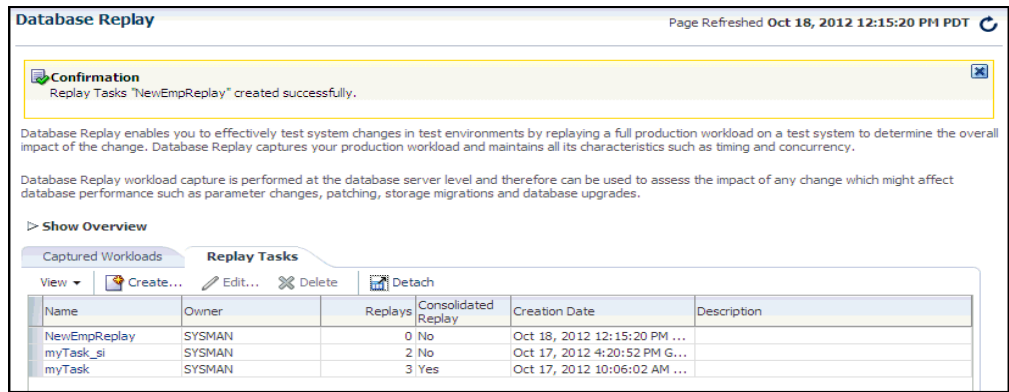 Database Replay
Page Refreshed Oct 18, 2012 12:15:20 PM PDT
Confirmation
Replay Tasks "NewEmpReplay" created successfully.
Database Replay enables you to effectively test system changes in test environments by replaying a full production workload on a test system to determine the overall
impact of the change. Database Replay captures your production workload and maintains all its characteristics such as timing and concurrency.
Database Replay workload capture is performed at the database server level and therefore can be used to assess the impact of any change which might affect
database performance such as parameter changes, patching, storage migrations and database upgrades.
Show Overview
Captured Workloads Replay Tasks
View Create... Edit... Delete Detach
Name Owner Replays Consolidated Replay Creation Date Description
NewEmpReplay SYSMAN 0 No Oct 18, 2012 12:15:20 PM ...
myTask_si SYSMAN 2 No Oct 17, 2012 4:20:52 PM G...
myTask SYSMAN 3 Yes Oct 17, 2012 10:06:02 AM ...